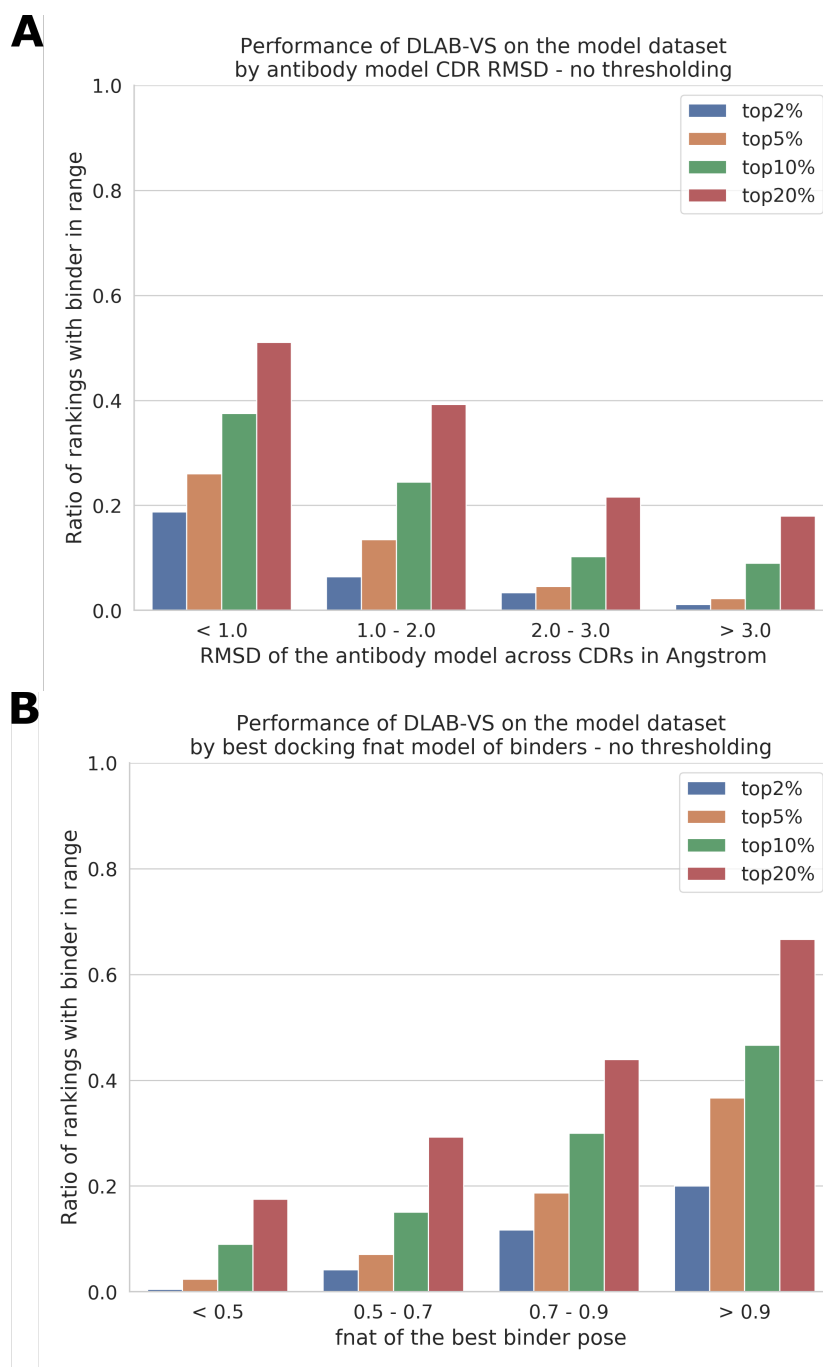 A
Performance of DLAB-VS on the model dataset
by antibody model CDR RMSD - no thresholding
1.0
0.8
0.6
0.4
0.2
0.0
Ratio of rankings with binder in range
top2%
top5%
top10%
top20%
< 1.0
1.0 - 2.0
2.0 - 3.0
> 3.0
RMSD of the antibody model across CDRs in Angstrom
B
Performance of DLAB-VS on the model dataset
by best docking fnat model of binders - no thresholding
1.0
0.8
0.6
0.4
0.2
0.0
Ratio of rankings with binder in range
top2%
top5%
top10%
top20%
< 0.5
0.5 - 0.7
0.7 - 0.9
> 0.9
fnat of the best binder pose